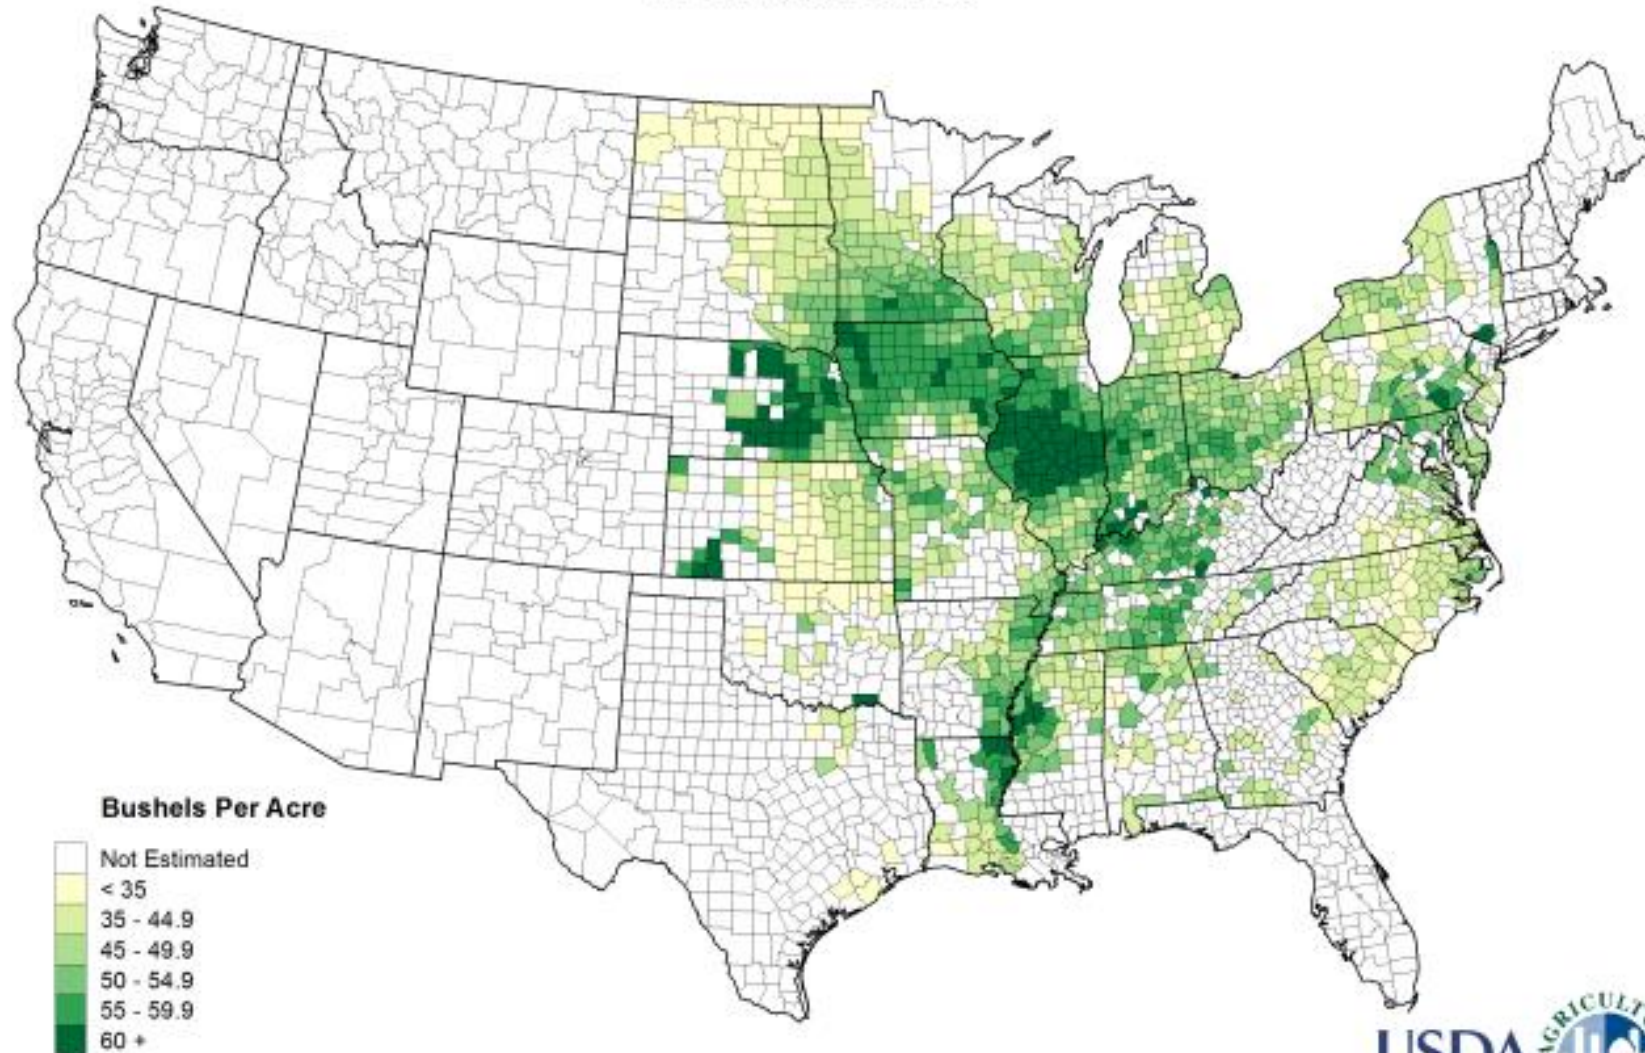 Bushels Per Acre
Not Estimated
< 35
35 - 44.9
45 - 49.9
50 - 54.9
55 - 59.9
60 +
USDA